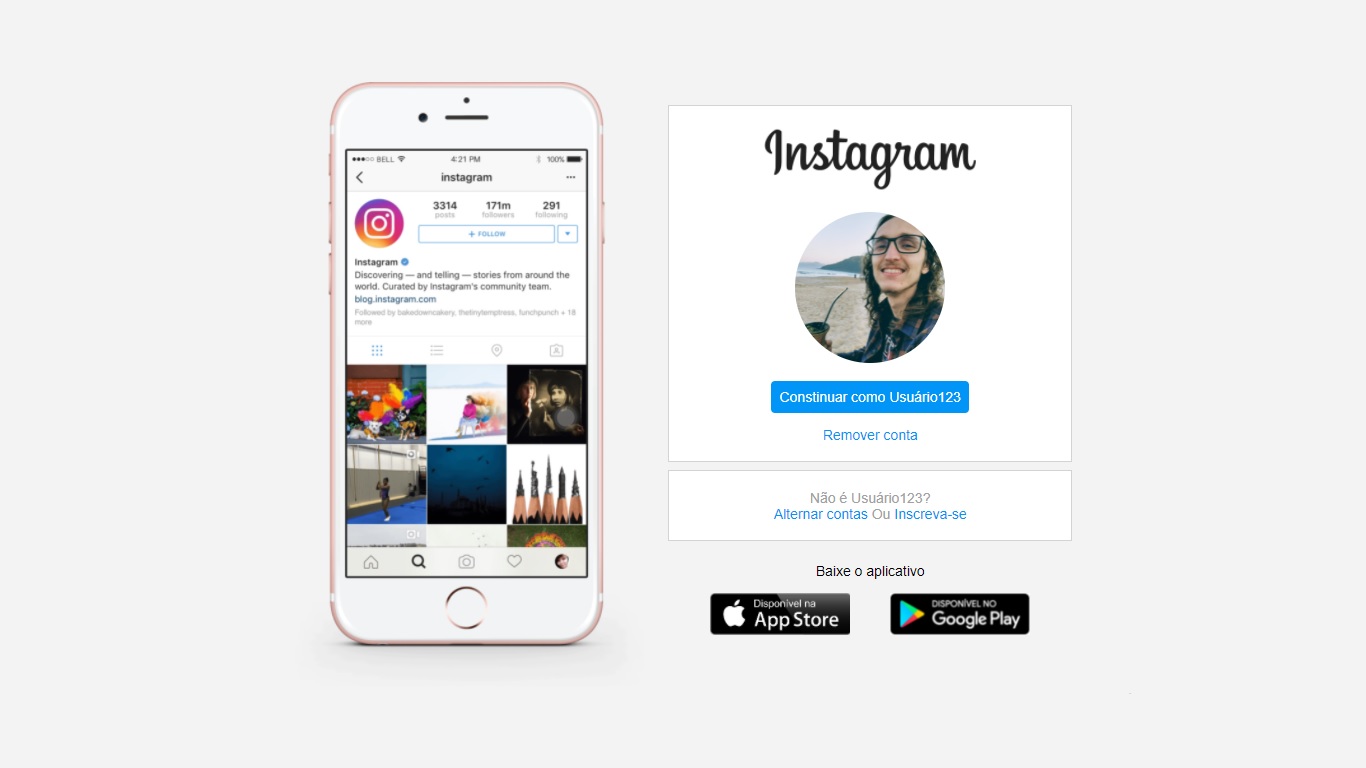 BELL 4:21 PM 100%
instagram
3314 171m 291
posts followers following
+ FOLLOW
Instagram
Discovering — and telling — stories from around the
world. Curated by Instagram's community team.
blog.instagram.com
Followed by bakedowncakery, thetinytemptress, funchpunch + 18
more
Instagram
Constinuar como Usuário123
Remover conta
Não é Usuário123?
Alternar contas Ou Inscreva-se
Baixe o aplicativo
Disponível na
App Store
DISPONÍVEL NO
Google Play